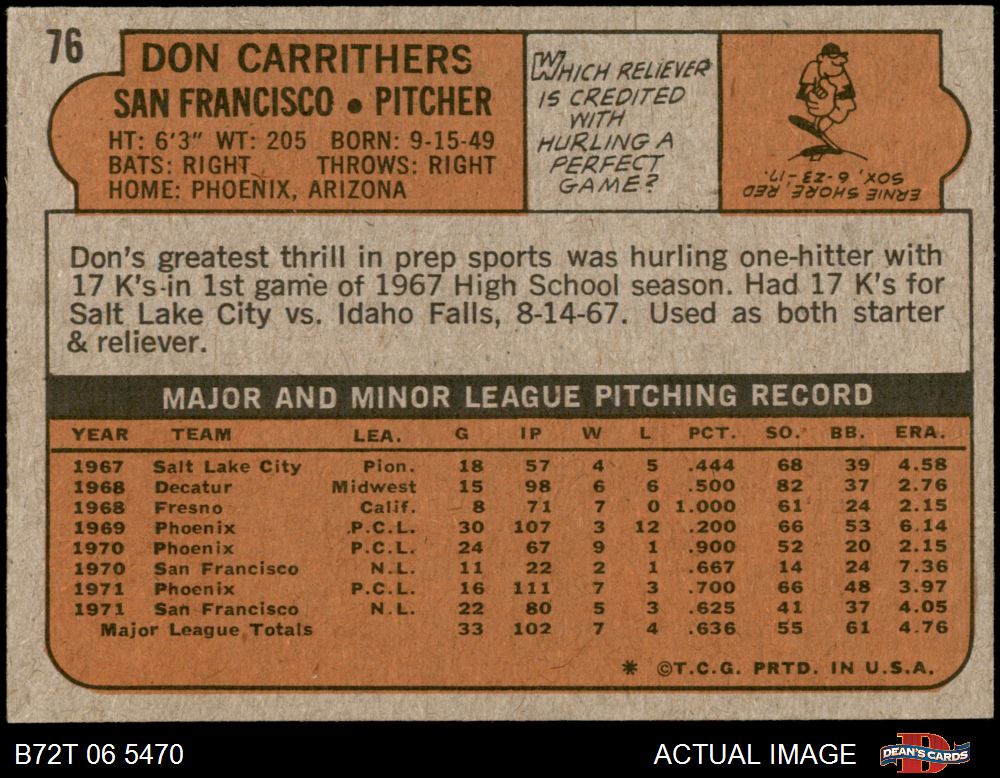 76
DON CARRITHERS
SAN FRANCISCO • PITCHER
HT: 6'3" WT: 205 BORN: 9-15-49
BATS: RIGHT THROWS: RIGHT
HOME: PHOENIX, ARIZONA
WHICH RELIEVER
IS CREDITED
WITH
HURLING A
PERFECT
GAME?
ERNIE SHORE, RED
SOX, 6-23-'17.
Don's greatest thrill in prep sports was hurling one-hitter with
17 K's in 1st game of 1967 High School season. Had 17 K's for
Salt Lake City vs. Idaho Falls, 8-14-67. Used as both starter
& reliever.
MAJOR AND MINOR LEAGUE PITCHING RECORD
YEAR TEAM LEA. G IP W L PCT. SO. BB. ERA.
1967 Salt Lake City Pion. 18 57 4 5 .444 68 39 4.58
1968 Decatur Midwest 15 98 6 6 .500 82 37 2.76
1968 Fresno Calif. 8 71 7 0 1.000 61 24 2.15
1969 Phoenix P.C.L. 30 107 3 12 .200 66 53 6.14
1970 Phoenix P.C.L. 24 67 9 1 .900 52 20 2.15
1970 San Francisco N.L. 11 22 2 1 .667 14 24 7.36
1971 Phoenix P.C.L. 16 111 7 3 .700 66 48 3.97
1971 San Francisco N.L. 22 80 5 3 .625 41 37 4.05
Major League Totals 33 102 7 4 .636 55 61 4.76
* ©T.C.G. PRTD. IN U.S.A.
B72T 06 5470
ACTUAL IMAGE
DEAN'S CARDS